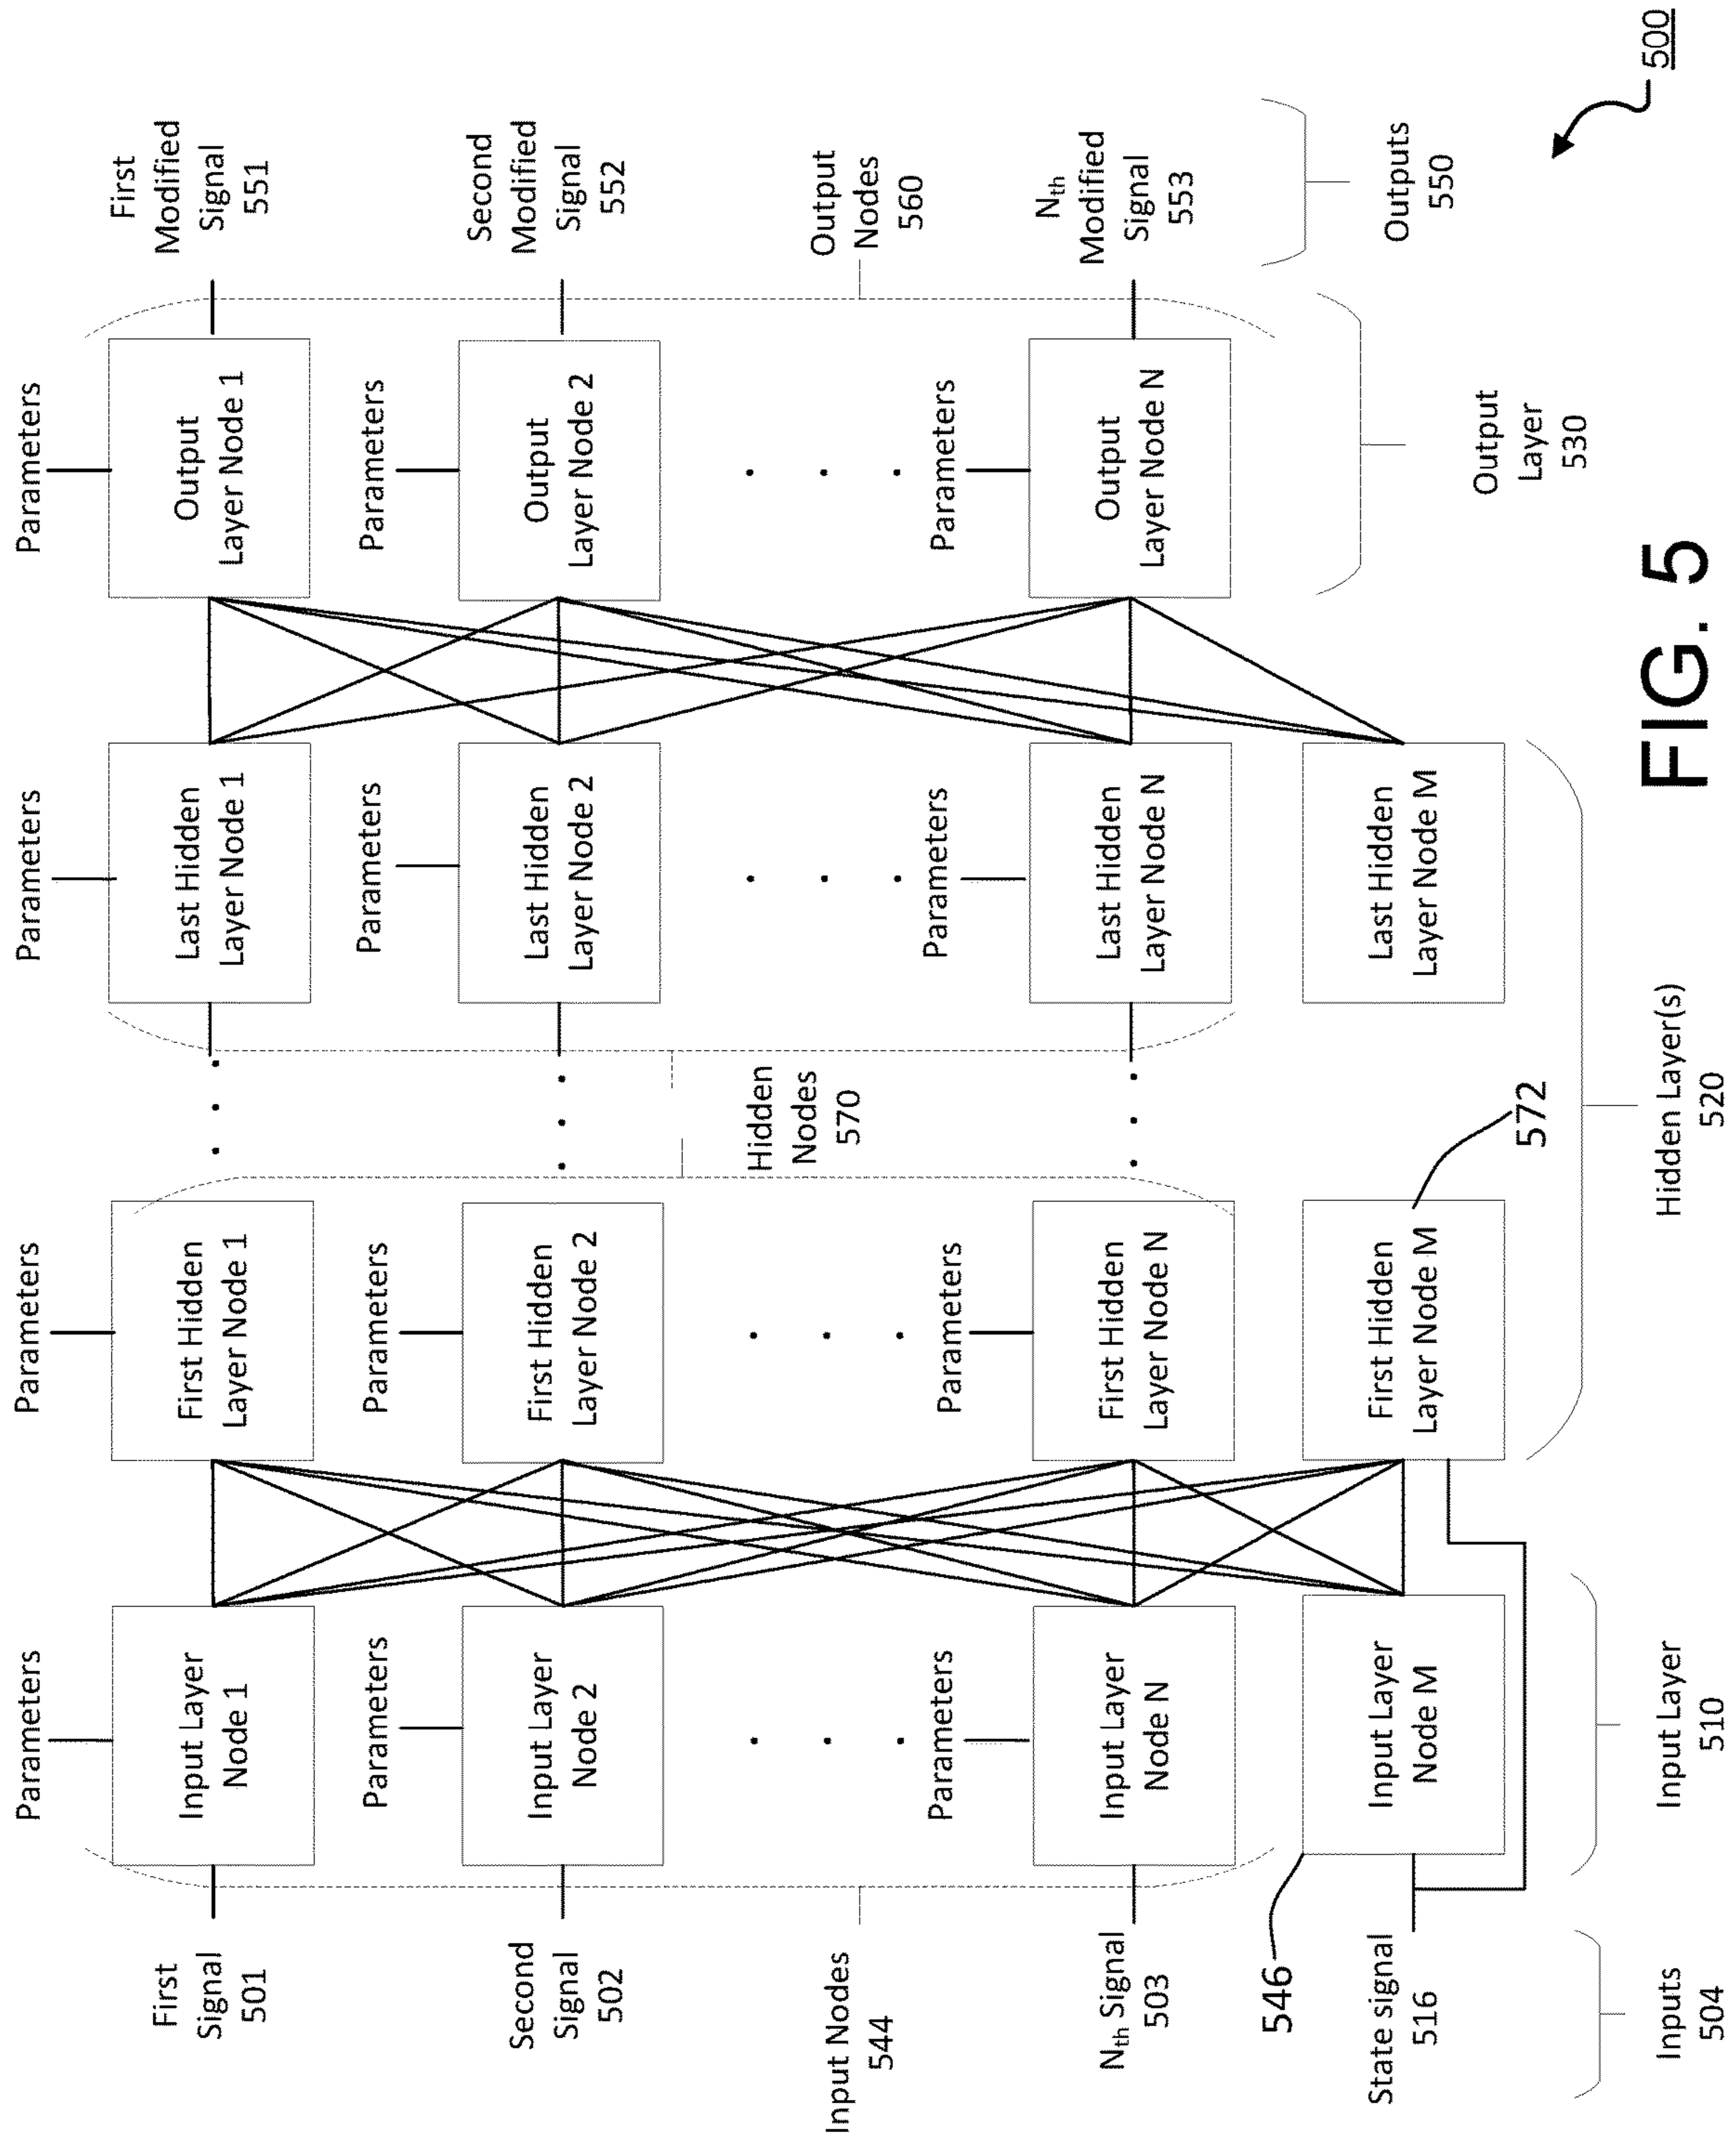 Parameters
Parameters
Parameters
Parameters
First
Signal
501
Input Layer
Node 1
First Hidden
Layer Node 1
Last Hidden
Layer Node 1
Output
Layer Node 1
First
Modified
Signal
551
Parameters
Parameters
Parameters
Parameters
Second
Signal
502
Input Layer
Node 2
First Hidden
Layer Node 2
Last Hidden
Layer Node 2
Output
Layer Node 2
Second
Modified
Signal
552
Input Nodes
544
Hidden
Nodes
570
Output
Nodes
560
Parameters
Parameters
Parameters
Parameters
Nth Signal
503
Input Layer
Node N
First Hidden
Layer Node N
Last Hidden
Layer Node N
Output
Layer Node N
Nth
Modified
Signal
553
546
State signal
516
Input Layer
Node M
First Hidden
Layer Node M
Last Hidden
Layer Node M
572
Inputs
504
Input Layer
510
Hidden Layer(s)
520
Output
Layer
530
Outputs
550
FIG. 5
500